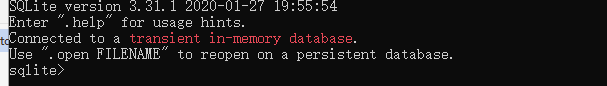 SQLite version 3.31.1 2020-01-27 19:55:54
Enter ".help" for usage hints.
Connected to a transient in-memory database.
Use ".open FILENAME" to reopen on a persistent database.
sqlite>